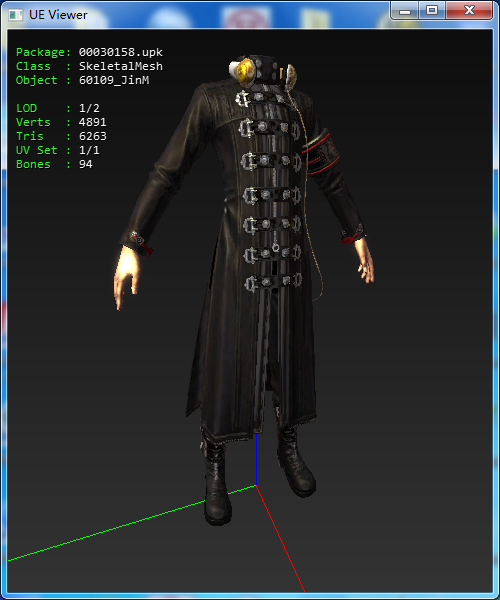 UE Viewer
Package: 00030158.upk
Class : SkeletalMesh
Object : 60109_JinM
LOD : 1/2
Verts : 4891
Tris : 6263
UV Set : 1/1
Bones : 94